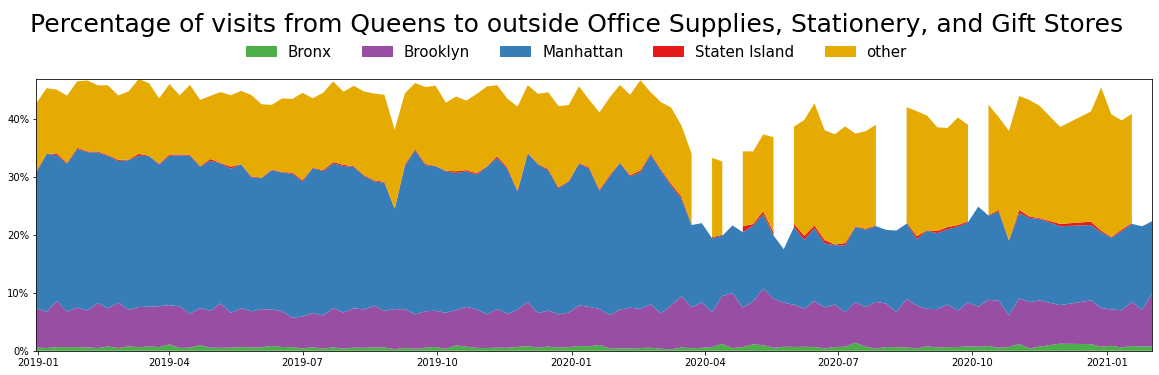 Percentage of visits from Queens to outside Office Supplies, Stationery, and Gift Stores
Bronx Brooklyn Manhattan Staten Island other
40%
30%
20%
10%
0%
2019-01 2019-04 2019-07 2019-10 2020-01 2020-04 2020-07 2020-10 2021-01